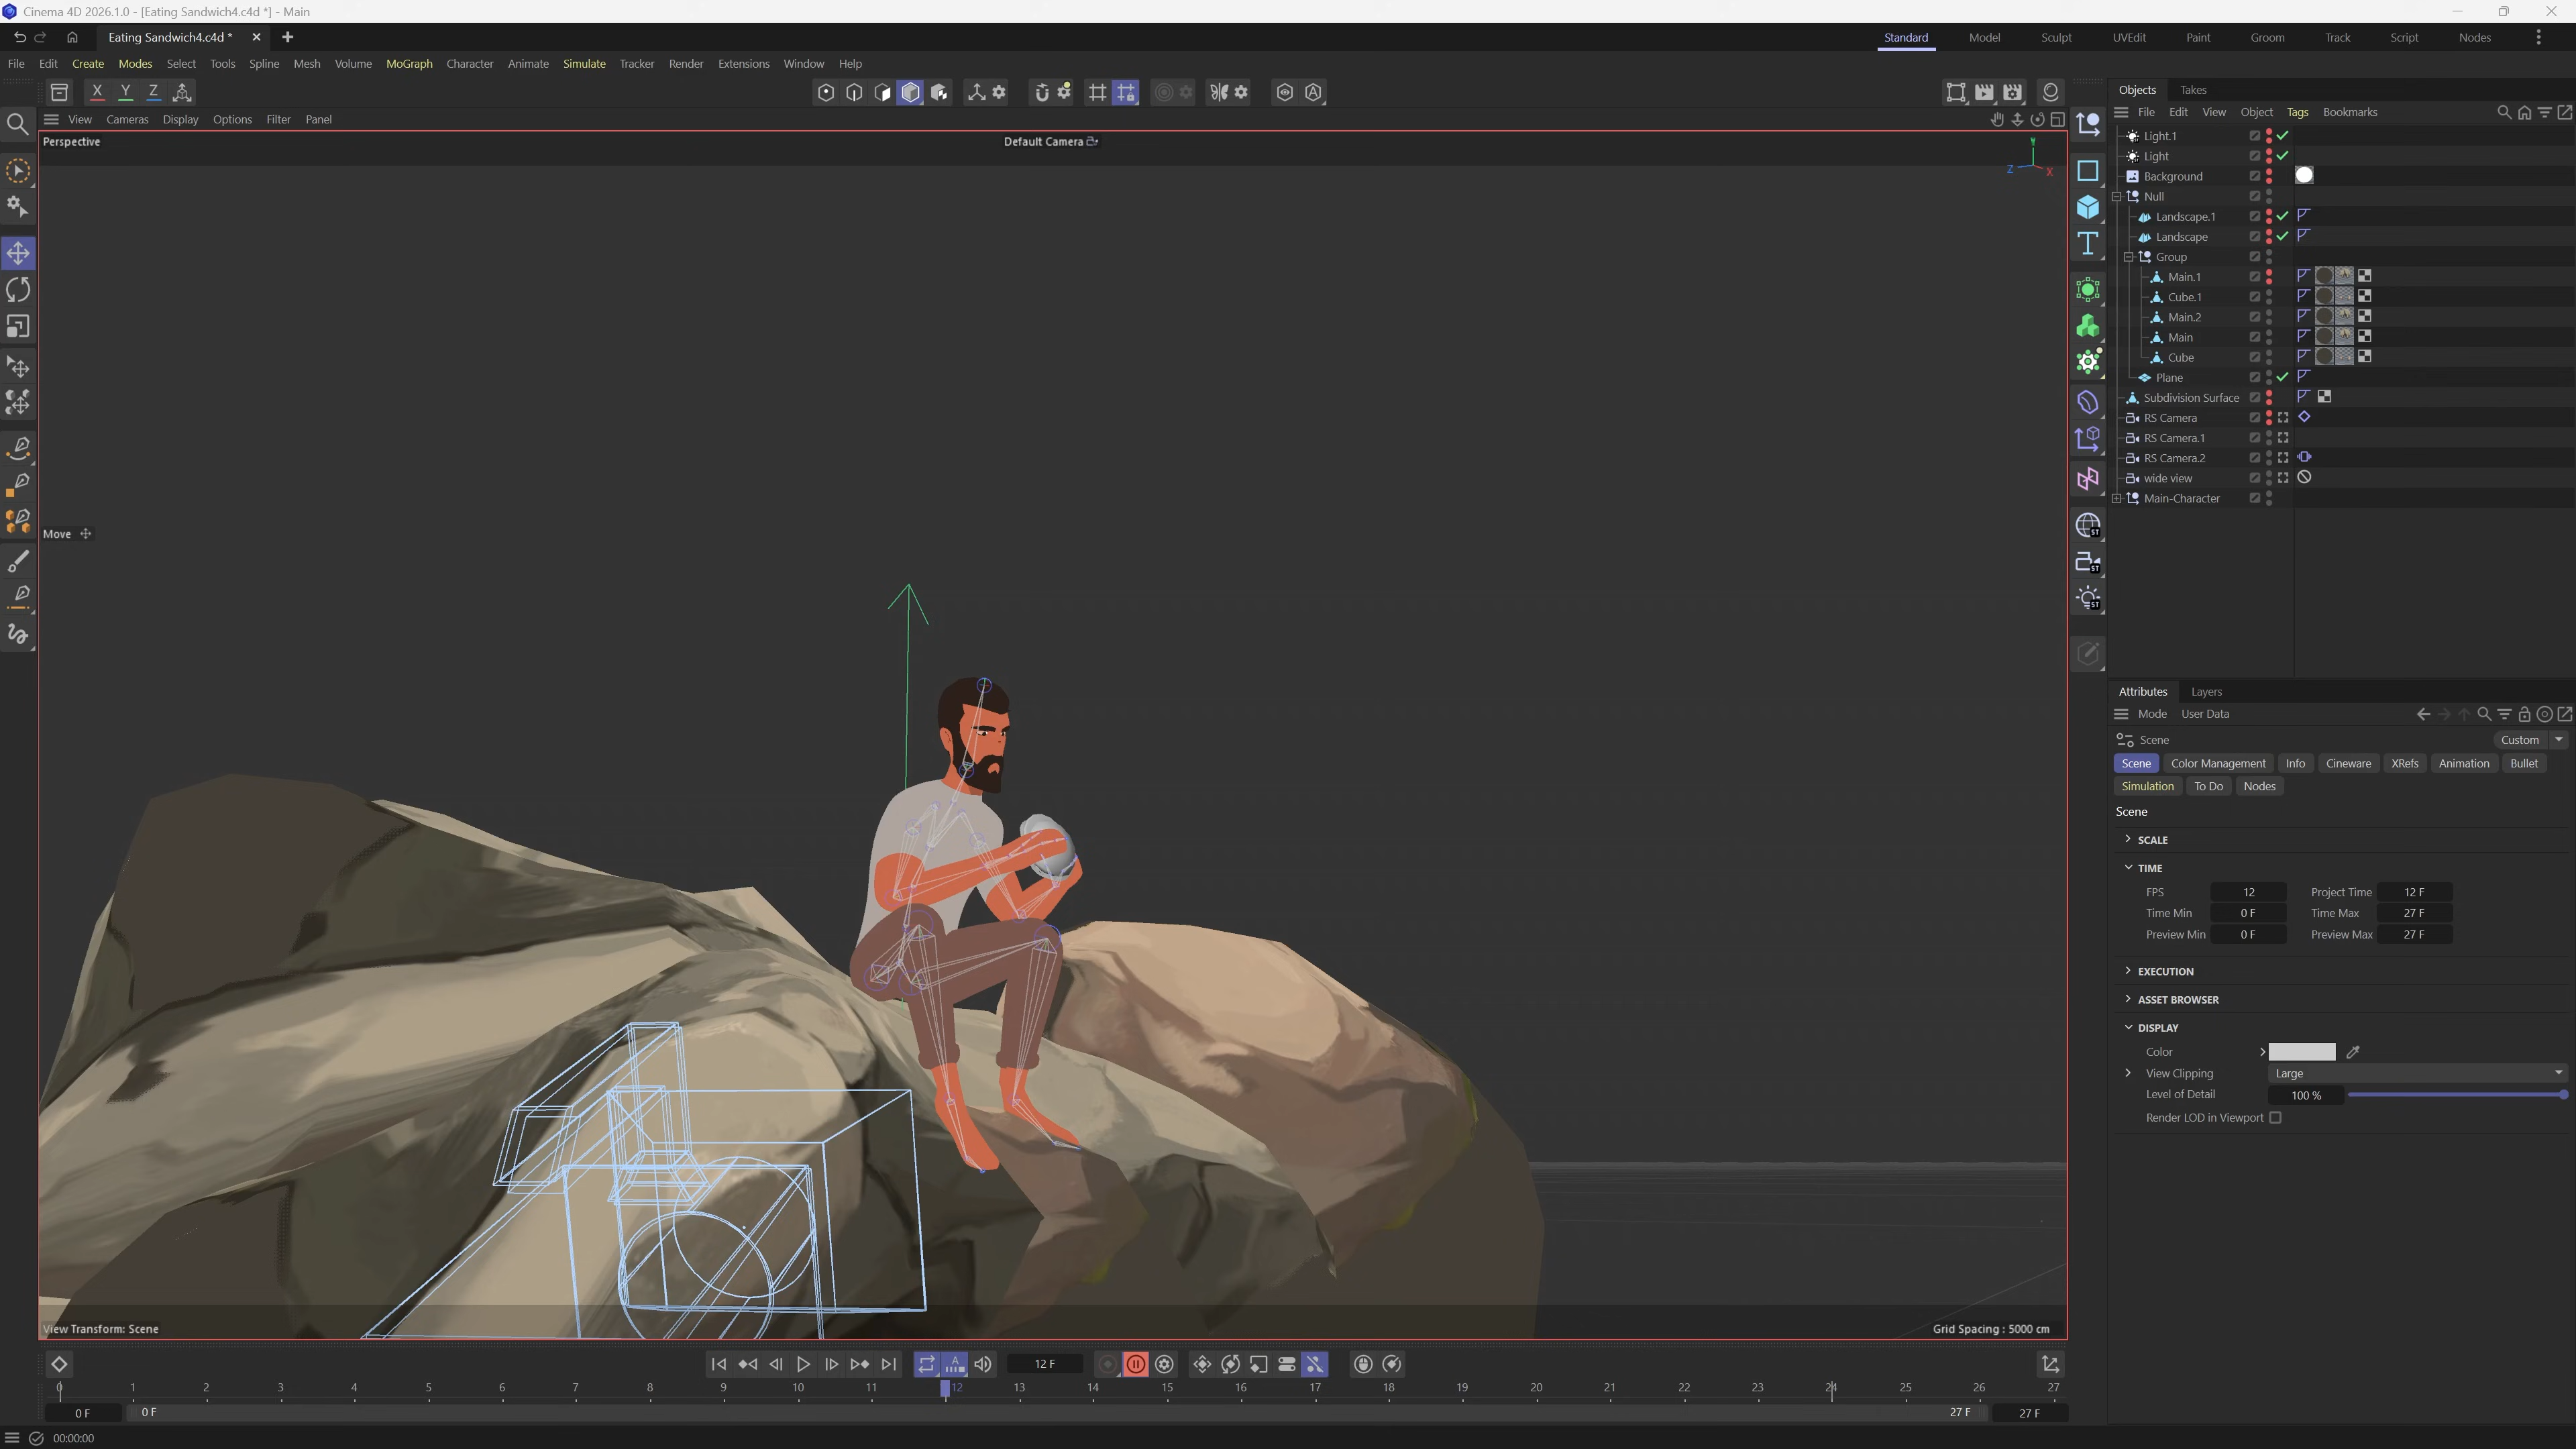 Cinema 4D 2026.1.0 - [Eating Sandwich4.c4d *] - Main
Eating Sandwich4.c4d *
Standard Model Sculpt UVEdit Paint Groom Track Script Nodes
File Edit Create Modes Select Tools Spline Mesh Volume MoGraph Character Animate Simulate Tracker Render Extensions Window Help
X Y Z
View Cameras Display Options Filter Panel
Perspective
Default Camera
Y
Z X
Move
View Transform: Scene
Grid Spacing : 5000 cm
ST
ST
ST
Objects Takes
File Edit View Object Tags Bookmarks
Light.1
Light
Background
Null
Landscape.1
Landscape
Group
Main.1
Cube.1
Main.2
Main
Cube
Plane
Subdivision Surface
RS Camera
RS Camera.1
RS Camera.2
wide view
Main-Character
Attributes Layers
Mode User Data
Scene Custom
Scene Color Management Info Cineware XRefs Animation Bullet
Simulation To Do Nodes
Scene
SCALE
TIME
FPS 12 Project Time 12 F
Time Min 0 F Time Max 27 F
Preview Min 0 F Preview Max 27 F
EXECUTION
ASSET BROWSER
DISPLAY
Color
View Clipping Large
Level of Detail 100 %
Render LOD in Viewport
12 F
0 1 2 3 4 5 6 7 8 9 10 11 12 13 14 15 16 17 18 19 20 21 22 23 24 25 26 27
0 F 0 F 27 F 27 F
00:00:00